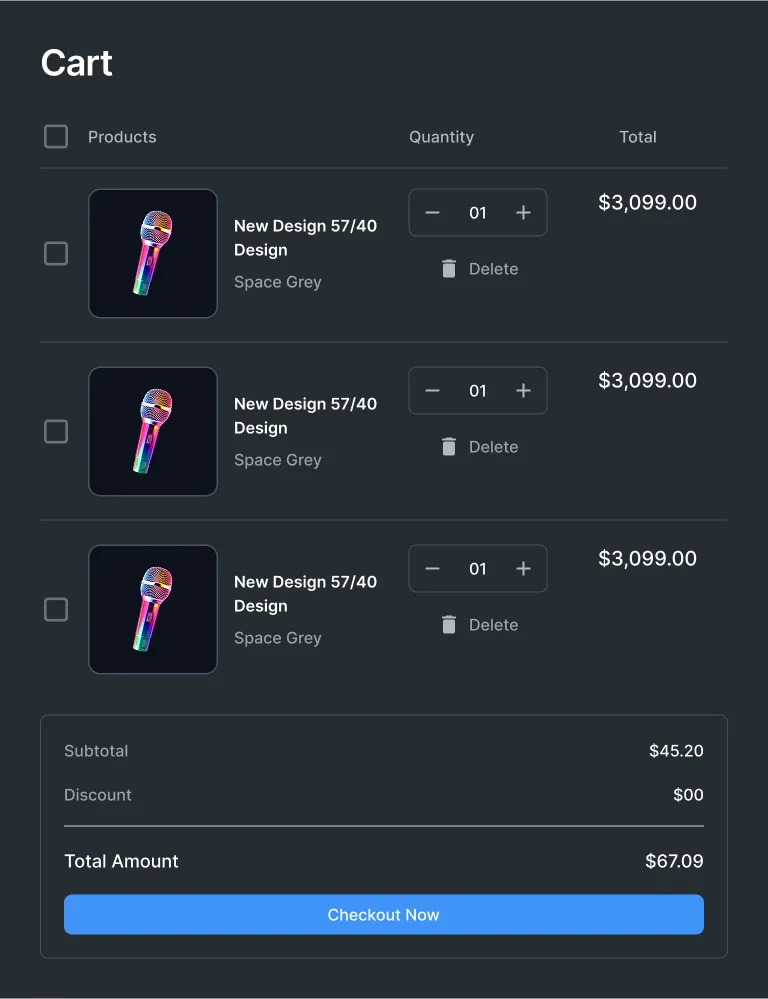 Cart
Products Quantity Total
New Design 57/40
Design
Space Grey
01
Delete
$3,099.00
New Design 57/40
Design
Space Grey
01
Delete
$3,099.00
New Design 57/40
Design
Space Grey
01
Delete
$3,099.00
Subtotal $45.20
Discount $00
Total Amount $67.09
Checkout Now